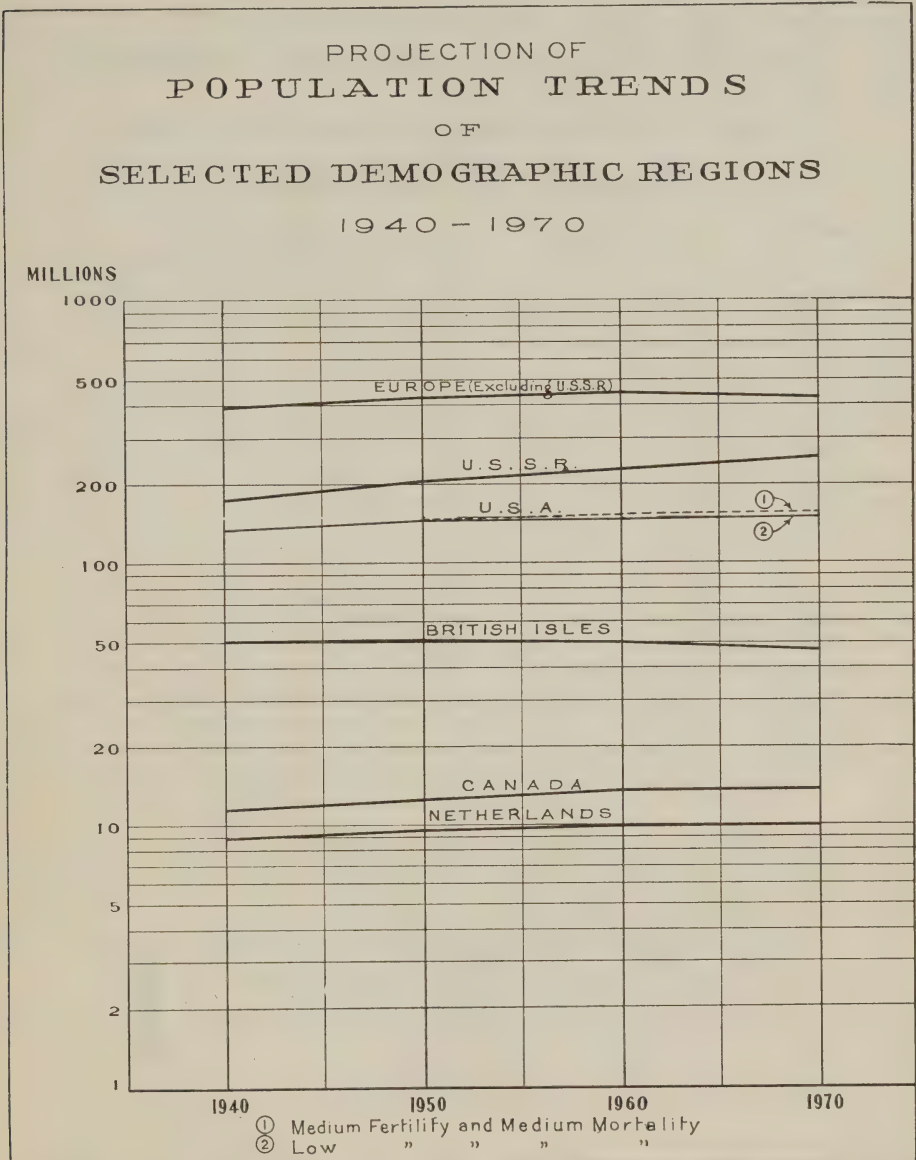 PROJECTION OF
POPULATION TRENDS
OF
SELECTED DEMOGRAPHIC REGIONS
1940 - 1970
MILLIONS
1000
500
EUROPE (Excluding U.S.S.R)
U.S.S.R.
200
U.S.A.
①
②
100
BRITISH ISLES
50
20
CANADA
NETHERLANDS
10
5
2
1
1940 1950 1960 1970
① Medium Fertility and Medium Mortality
② Low " " " "